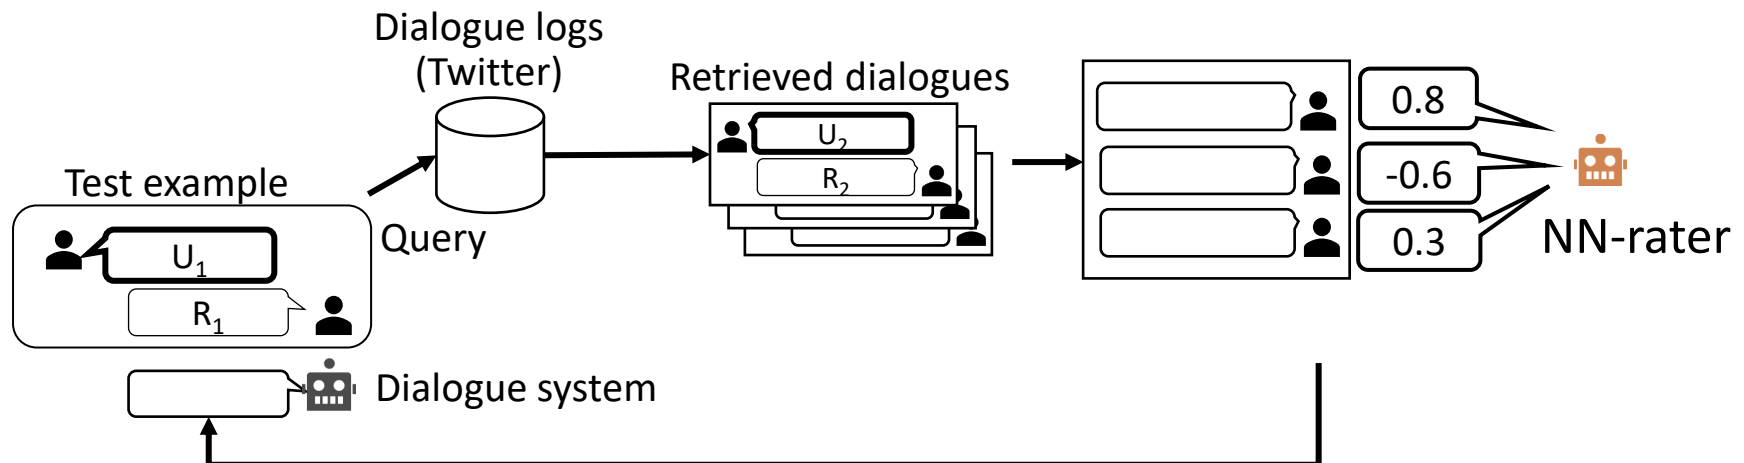 Dialogue logs
(Twitter)
Retrieved dialogues
Test example
Query
U₁
R₁
U₂
R₂
0.8
-0.6
0.3
NN-rater
Dialogue system